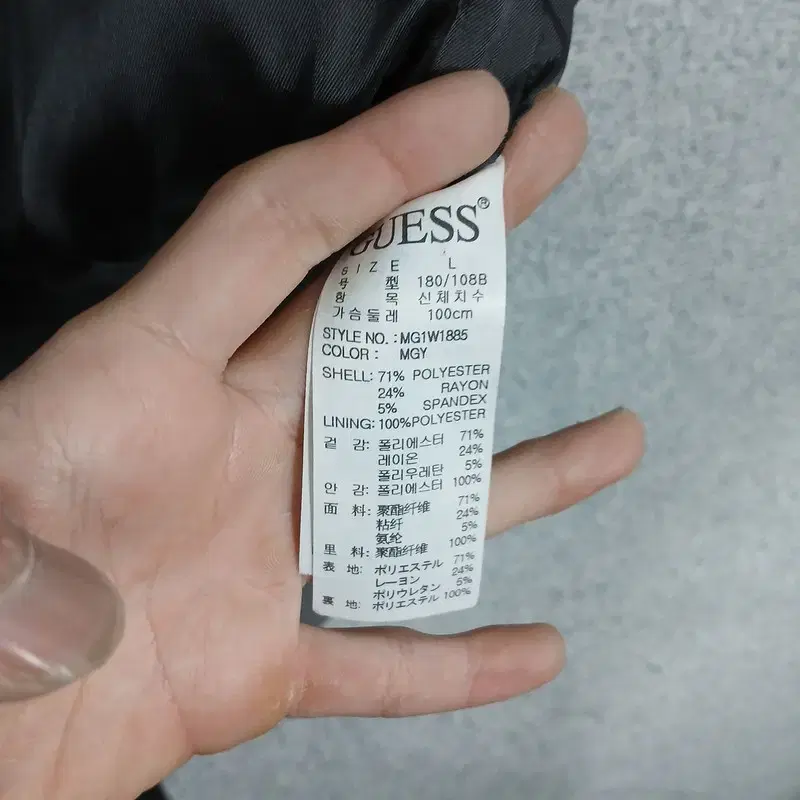 GUESS®
SIZE L
号 型 180/108B
항 목 신체치수
가슴둘레 100cm
STYLE NO. : MG1W1885
COLOR : MGY
SHELL: 71% POLYESTER
24% RAYON
5% SPANDEX
LINING: 100%POLYESTER
겉 감: 폴리에스터 71%
레이온 24%
폴리우레탄 5%
안 감: 폴리에스터 100%
面 料: 聚酯纤维 71%
粘纤 24%
氨纶 5%
里 料: 聚酯纤维 100%
表 地: ポリエステル 71%
レーヨン 24%
ポリウレタン 5%
裏 地: ポリエステル 100%